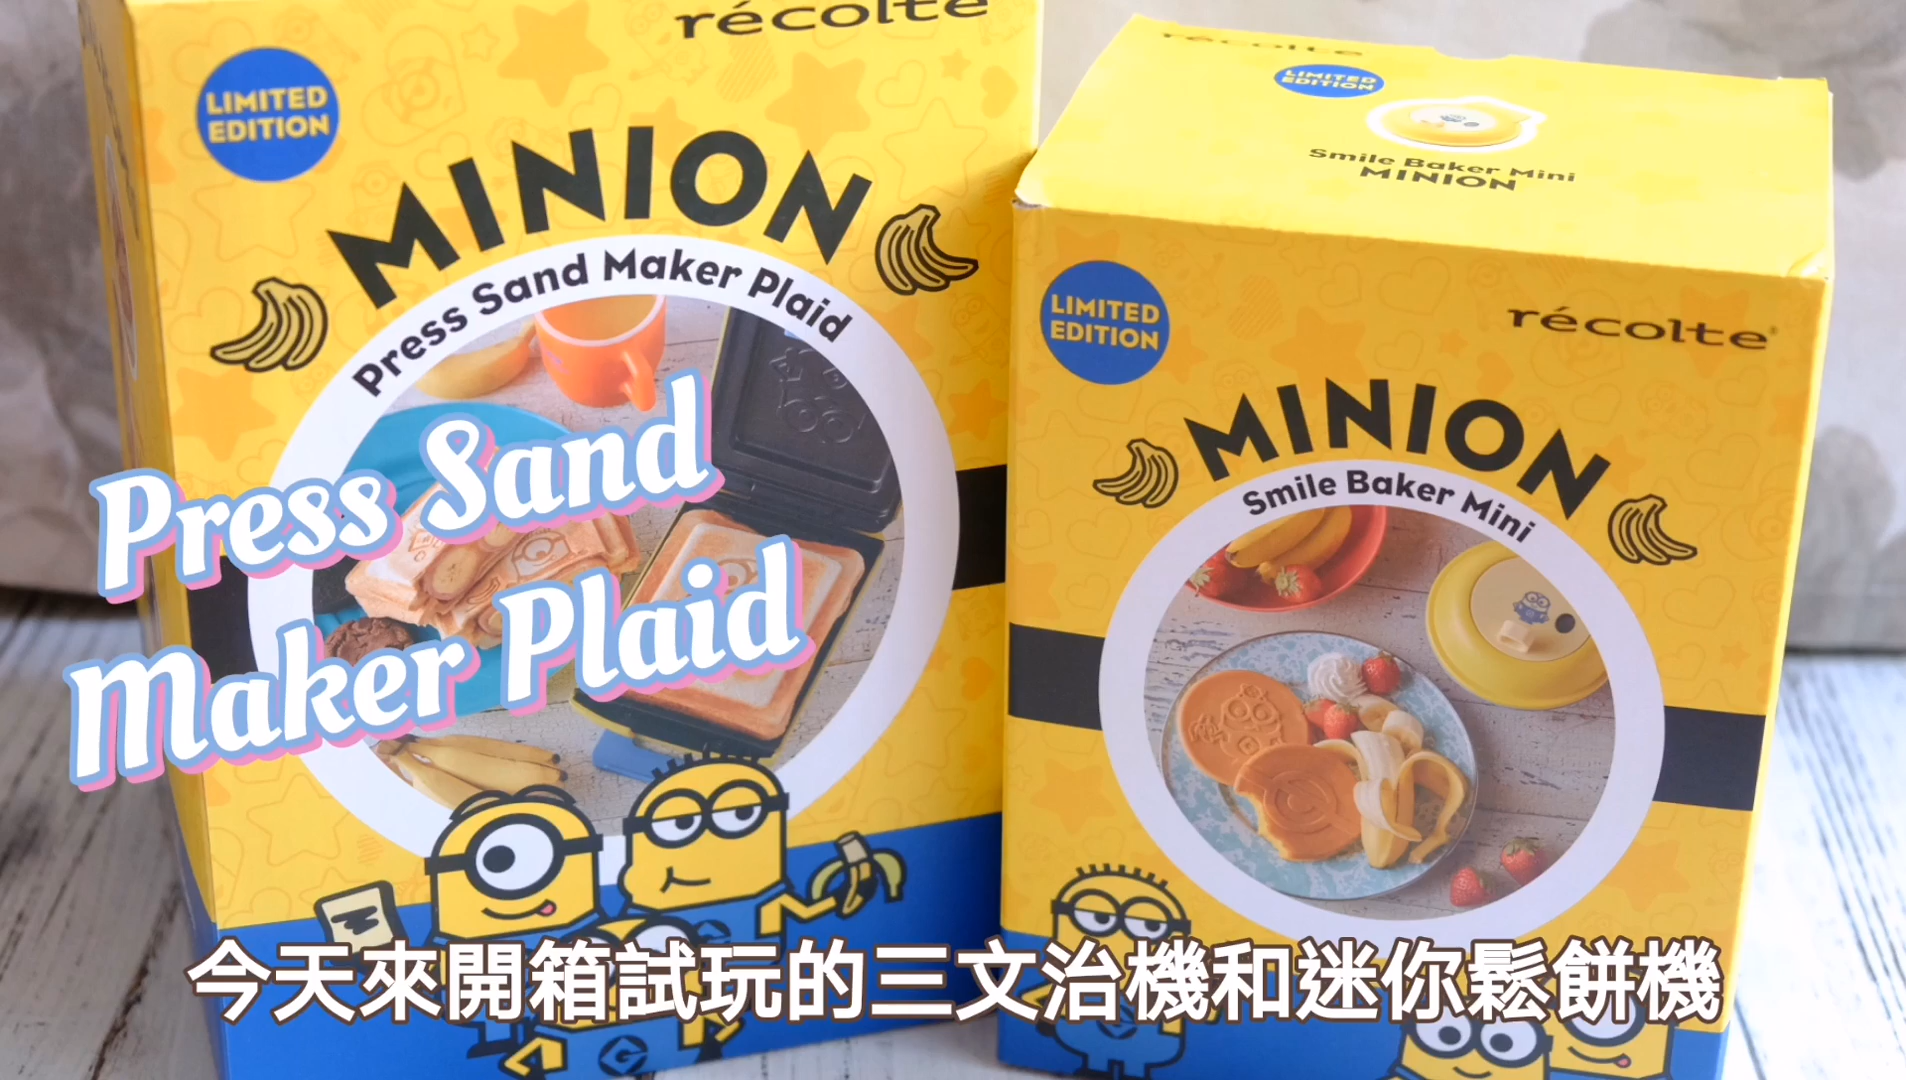 récolte
LIMITED
EDITION
MINION
Press Sand Maker Plaid
récolte
LIMITED
EDITION
Smile Baker Mini
MINION
LIMITED
EDITION
récolte
MINION
Smile Baker Mini
Press Sand
Maker Plaid
今天來開箱試玩的三文治機和迷你鬆餅機